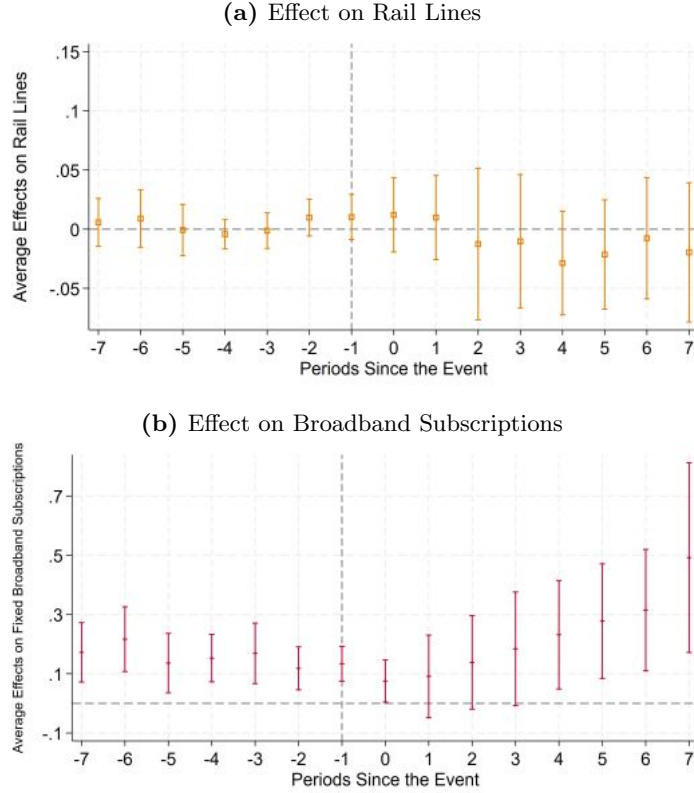 (a) Effect on Rail Lines
Average Effects on Rail Lines
.15
.1
.05
0
-.05
-7 -6 -5 -4 -3 -2 -1 0 1 2 3 4 5 6 7
Periods Since the Event
(b) Effect on Broadband Subscriptions
Average Effects on Fixed Broadband Subscriptions
.7
.5
.3
.1
-.1
-7 -6 -5 -4 -3 -2 -1 0 1 2 3 4 5 6 7
Periods Since the Event